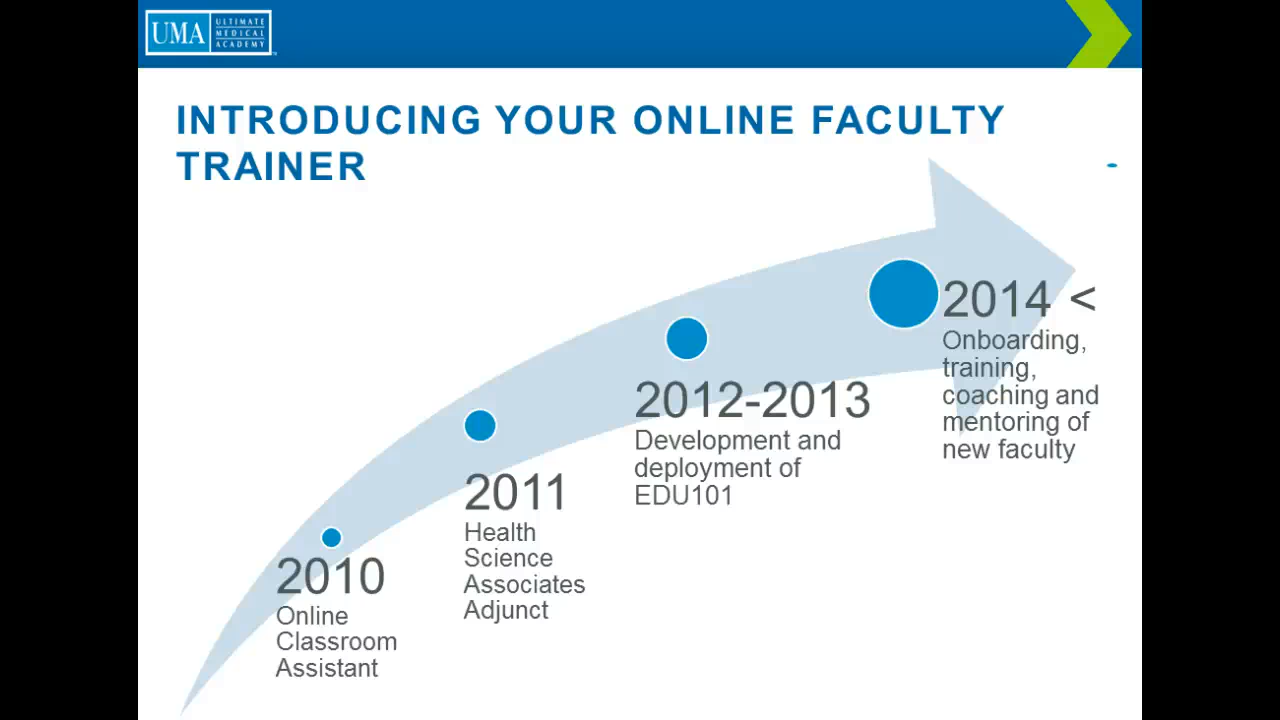 UMA
ULTIMATE
MEDICAL
ACADEMY
INTRODUCING YOUR ONLINE FACULTY
TRAINER
2010
Online
Classroom
Assistant
2011
Health
Science
Associates
Adjunct
2012-2013
Development and
deployment of
EDU101
2014 <
Onboarding,
training,
coaching and
mentoring of
new faculty